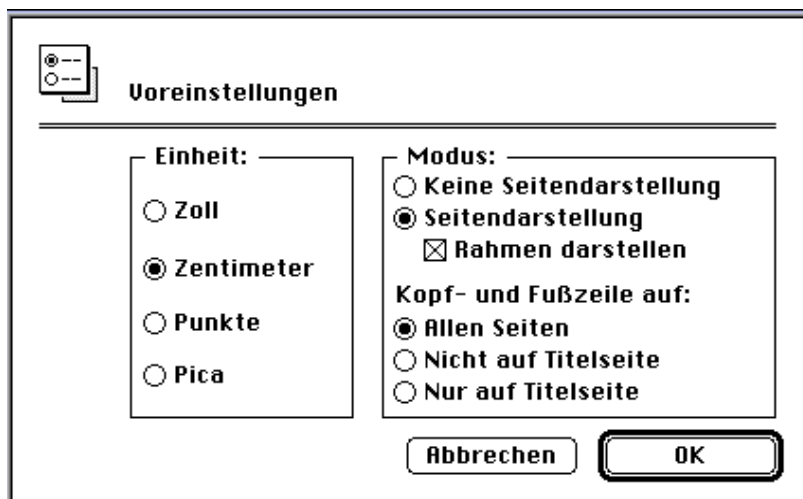 Voreinstellungen
Einheit:
Zoll
Zentimeter
Punkte
Pica
Modus:
Keine Seitendarstellung
Seitendarstellung
Rahmen darstellen
Kopf- und Fußzeile auf:
Allen Seiten
Nicht auf Titelseite
Nur auf Titelseite
Abbrechen
OK